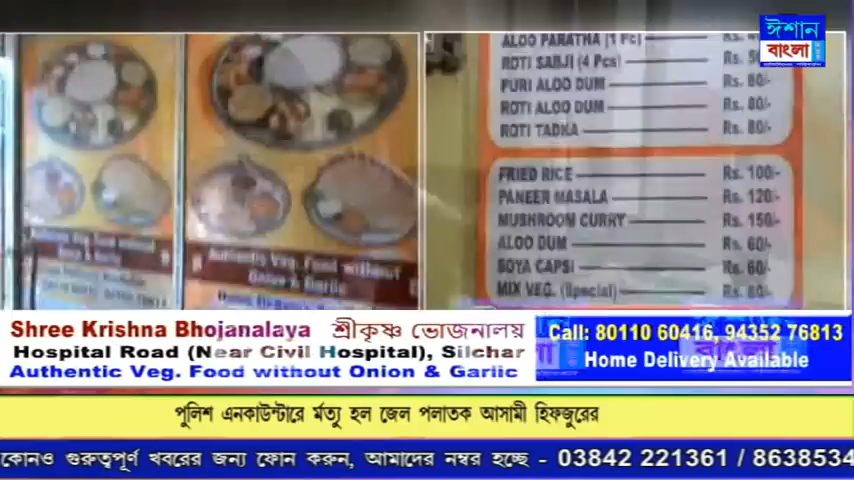 ঈশান
বাংলা
ALOO PARATHA (1 Pc)
ROTI SABJI (4 Pcs)
PURI ALOO DUM Rs. 80/-
ROTI ALOO DUM Rs. 80/-
ROTI TADKA Rs. 80/-
FRIED RICE Rs. 100/-
PANEER MASALA Rs. 120/-
MUSHROOM CURRY Rs. 150/-
ALOO DUM Rs. 60/-
SOYA CAPSI Rs. 60/-
MIX VEG. (Special) Rs. 80/-
Authentic Veg. Food without
Onion & Garlic
Shree Krishna Bhojanalaya শ্রীকৃষ্ণ ভোজনালয়
Hospital Road (Near Civil Hospital), Silchar
Authentic Veg. Food without Onion & Garlic
Call: 80110 60416, 94352 76813
Home Delivery Available
পুলিশ এনকাউন্টারে র্মত্যু হল জেল পলাতক আসামী হিফজুরের
কোনও গুরুত্বপূর্ণ খবরের জন্য ফোন করুন, আমাদের নম্বর হচ্ছে - 03842 221361 / 8638534